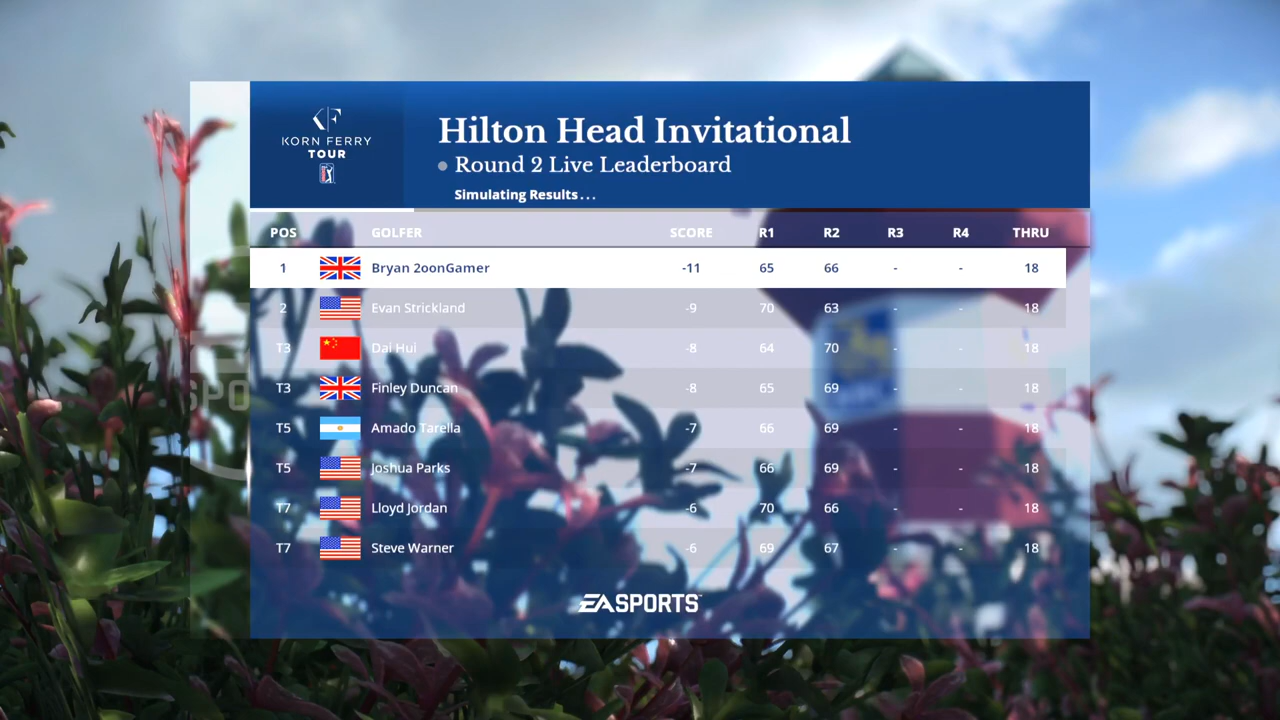 KF
KORN FERRY
TOUR
Hilton Head Invitational
Round 2 Live Leaderboard
Simulating Results...
POS GOLFER SCORE R1 R2 R3 R4 THRU
1 Bryan 2oonGamer -11 65 66 - - 18
2 Evan Strickland -9 70 63 - - 18
T3 Dai Hui -8 64 70 - - 18
T3 Finley Duncan -8 65 69 - - 18
T5 Amado Tarella -7 66 69 - - 18
T5 Joshua Parks -7 66 69 - - 18
T7 Lloyd Jordan -6 70 66 - - 18
T7 Steve Warner -6 69 67 - - 18
EA SPORTS